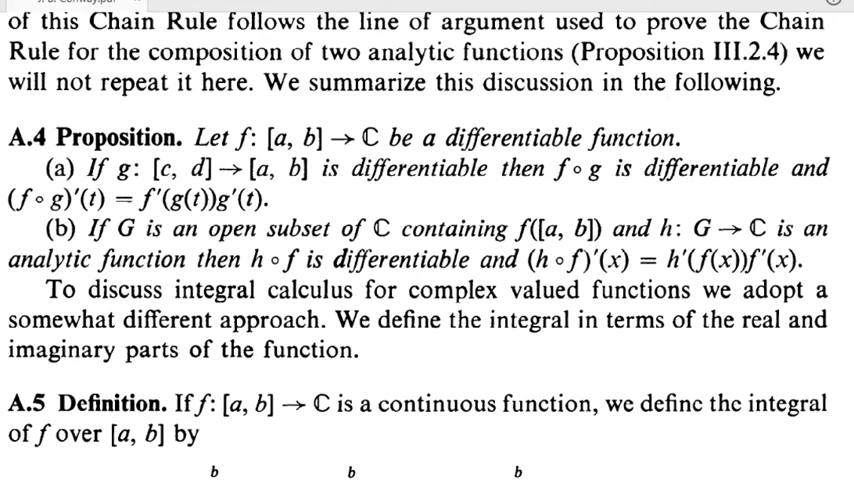 J. B. Conway.pdf
of this Chain Rule follows the line of argument used to prove the Chain
Rule for the composition of two analytic functions (Proposition III.2.4) we
will not repeat it here. We summarize this discussion in the following.
A.4 Proposition. Let f: [a, b] → ℂ be a differentiable function.
(a) If g: [c, d] → [a, b] is differentiable then f ∘ g is differentiable and
(f ∘ g)′(t) = f′(g(t))g′(t).
(b) If G is an open subset of ℂ containing f([a, b]) and h: G → ℂ is an
analytic function then h ∘ f is differentiable and (h ∘ f)′(x) = h′(f(x))f′(x).
To discuss integral calculus for complex valued functions we adopt a
somewhat different approach. We define the integral in terms of the real and
imaginary parts of the function.
A.5 Definition. If f: [a, b] → ℂ is a continuous function, we define the integral
of f over [a, b] by
b b b